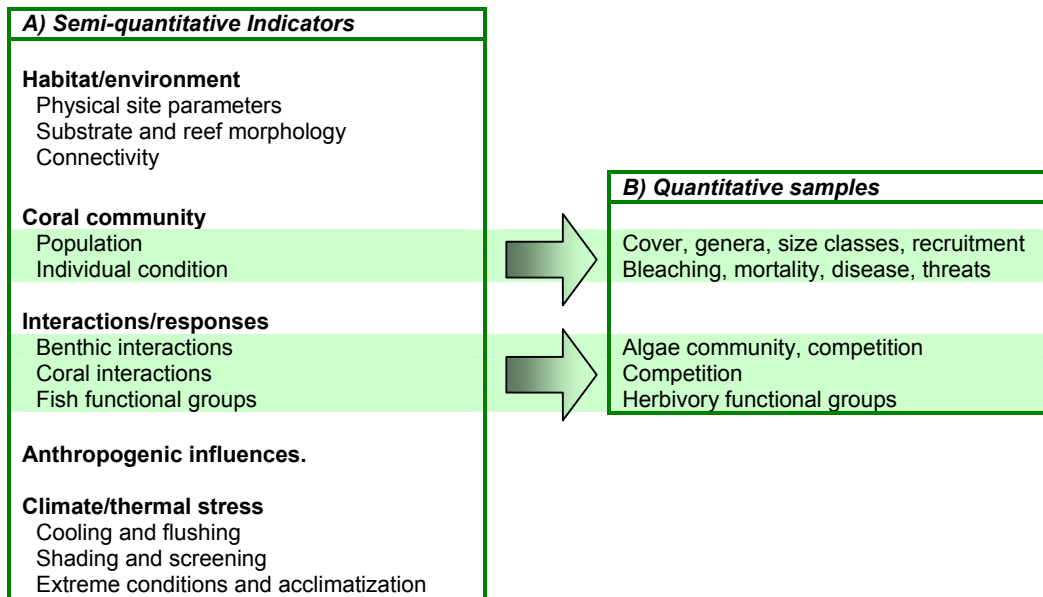 A) Semi-quantitative Indicators
Habitat/environment
Physical site parameters
Substrate and reef morphology
Connectivity
Coral community
Population
Individual condition
Interactions/responses
Benthic interactions
Coral interactions
Fish functional groups
Anthropogenic influences.
Climate/thermal stress
Cooling and flushing
Shading and screening
Extreme conditions and acclimatization
B) Quantitative samples
Cover, genera, size classes, recruitment
Bleaching, mortality, disease, threats
Algae community, competition
Competition
Herbivory functional groups